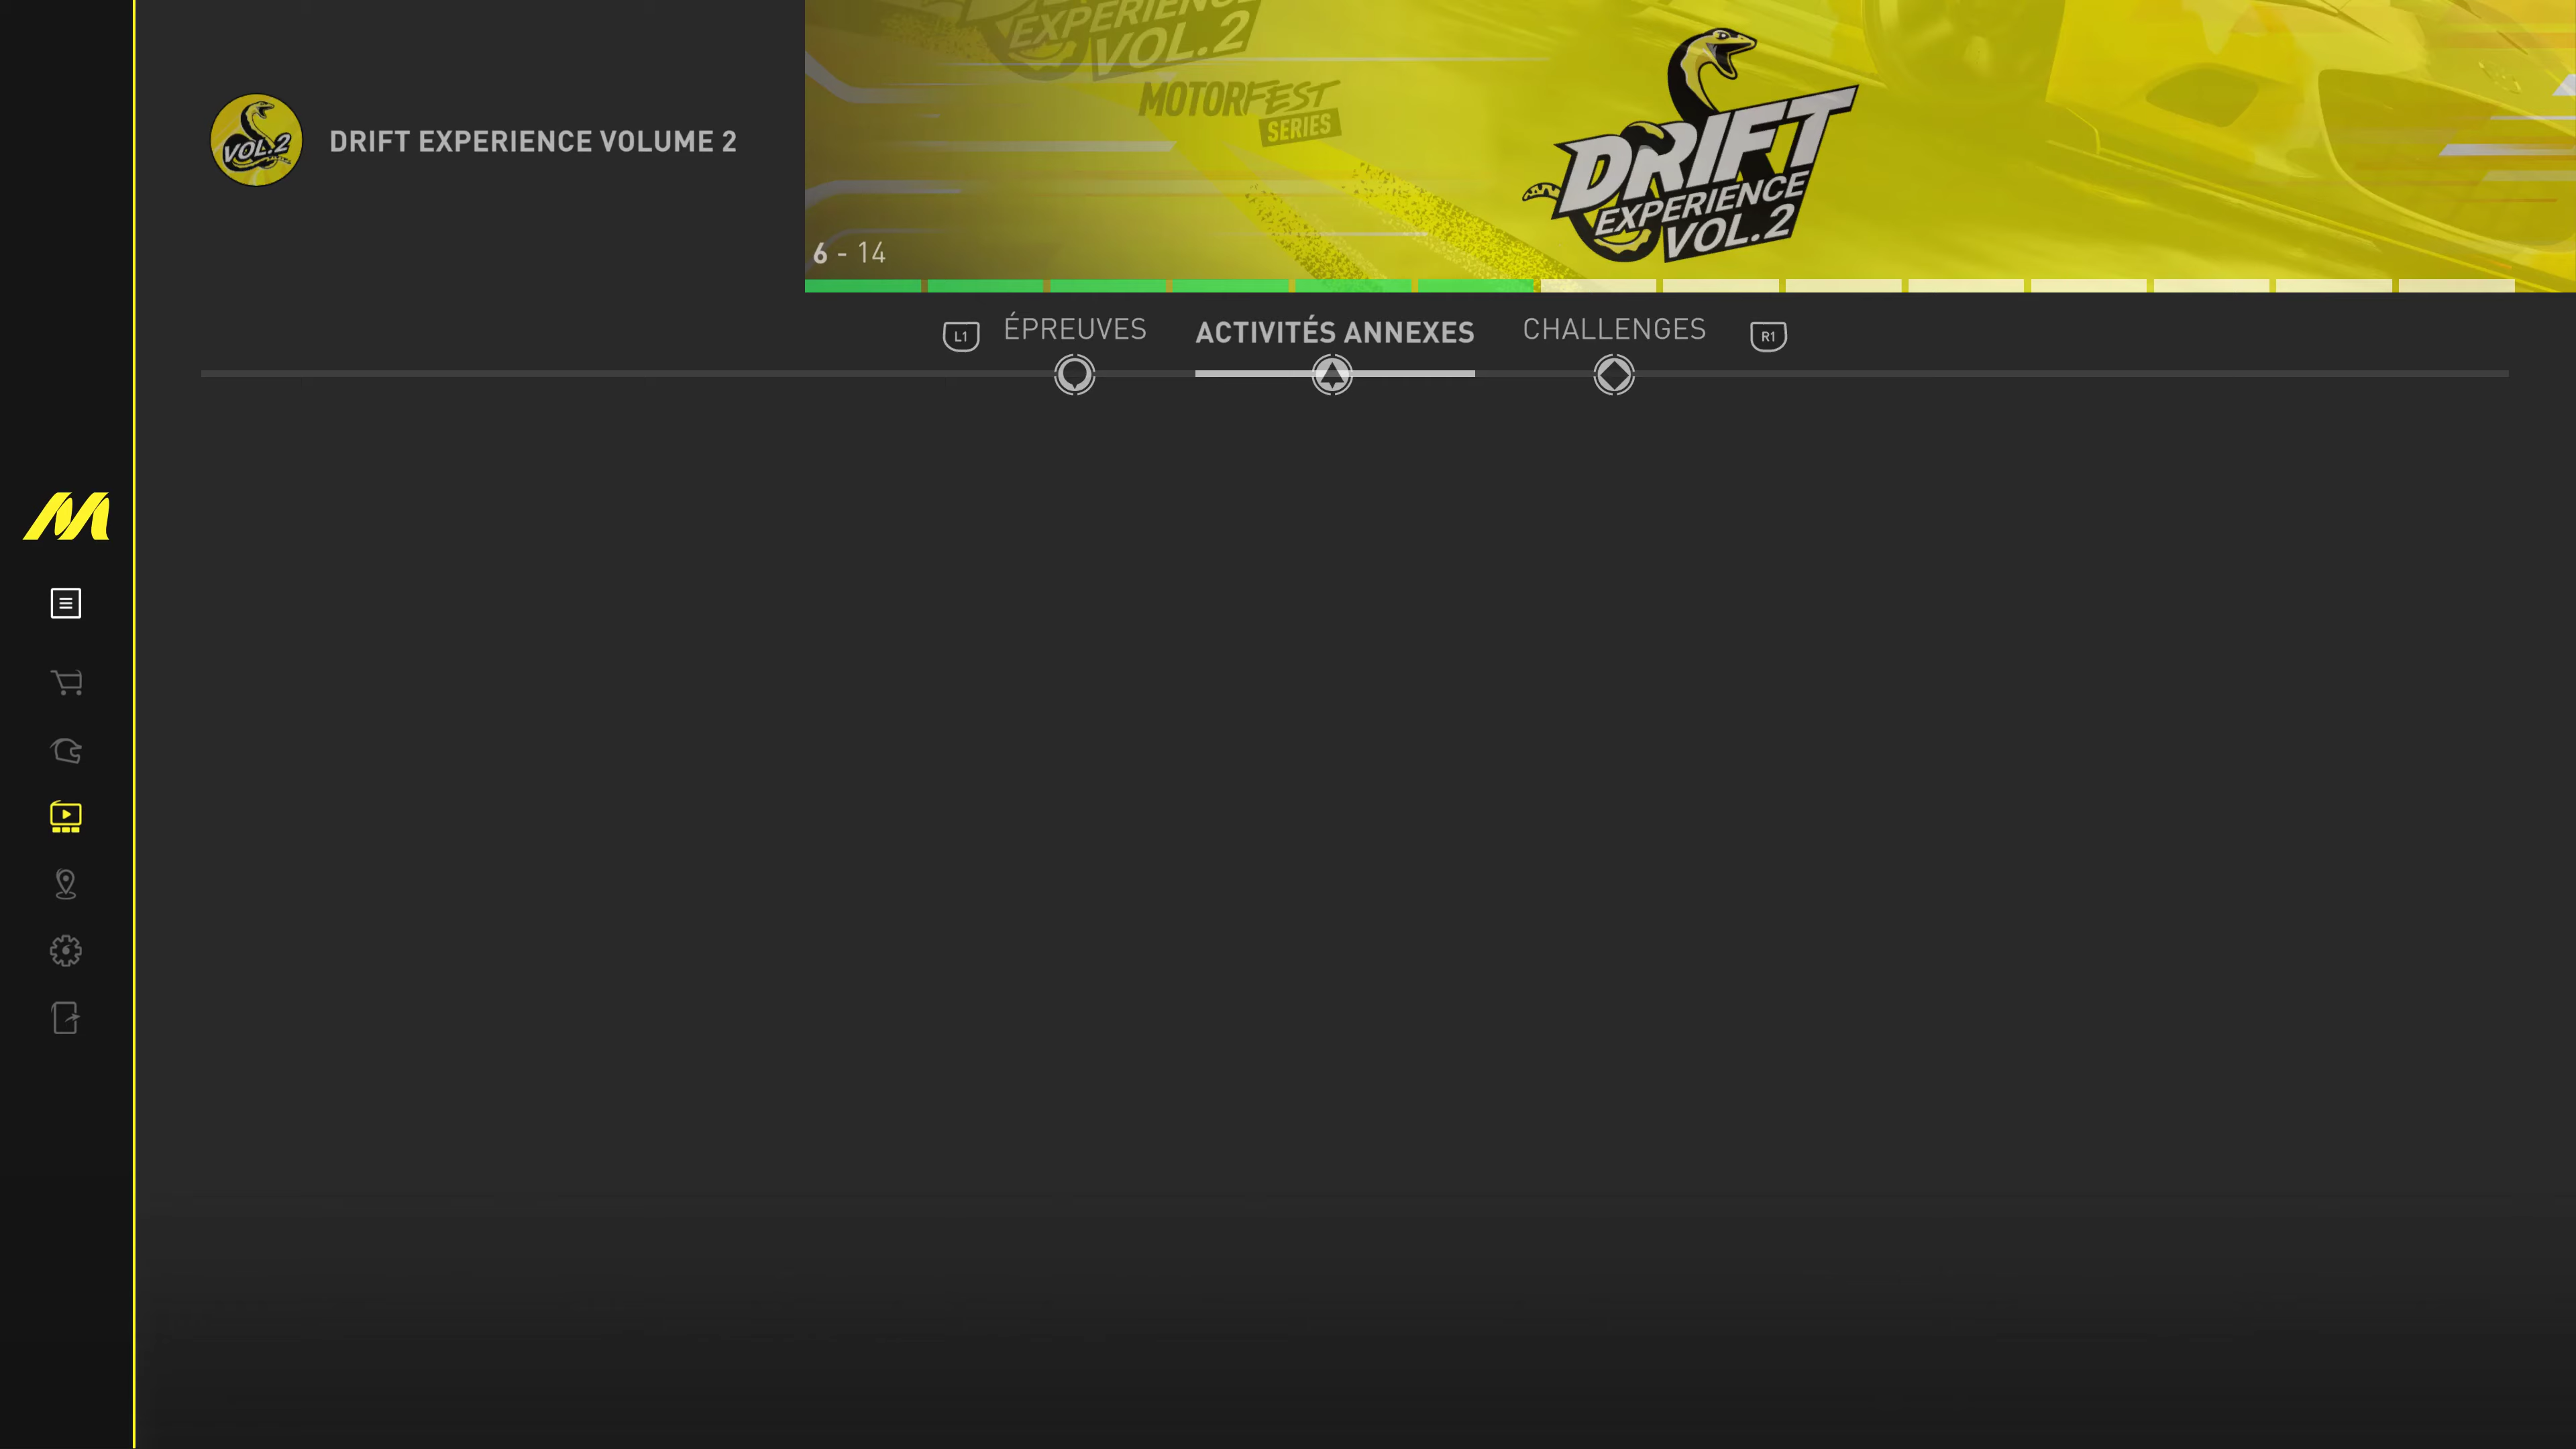 EXPERIENCE
VOL.2
MOTORFEST
SERIES
DRIFT
EXPERIENCE
VOL.2
VOL.2
DRIFT EXPERIENCE VOLUME 2
6 - 14
L1
ÉPREUVES
ACTIVITÉS ANNEXES
CHALLENGES
R1